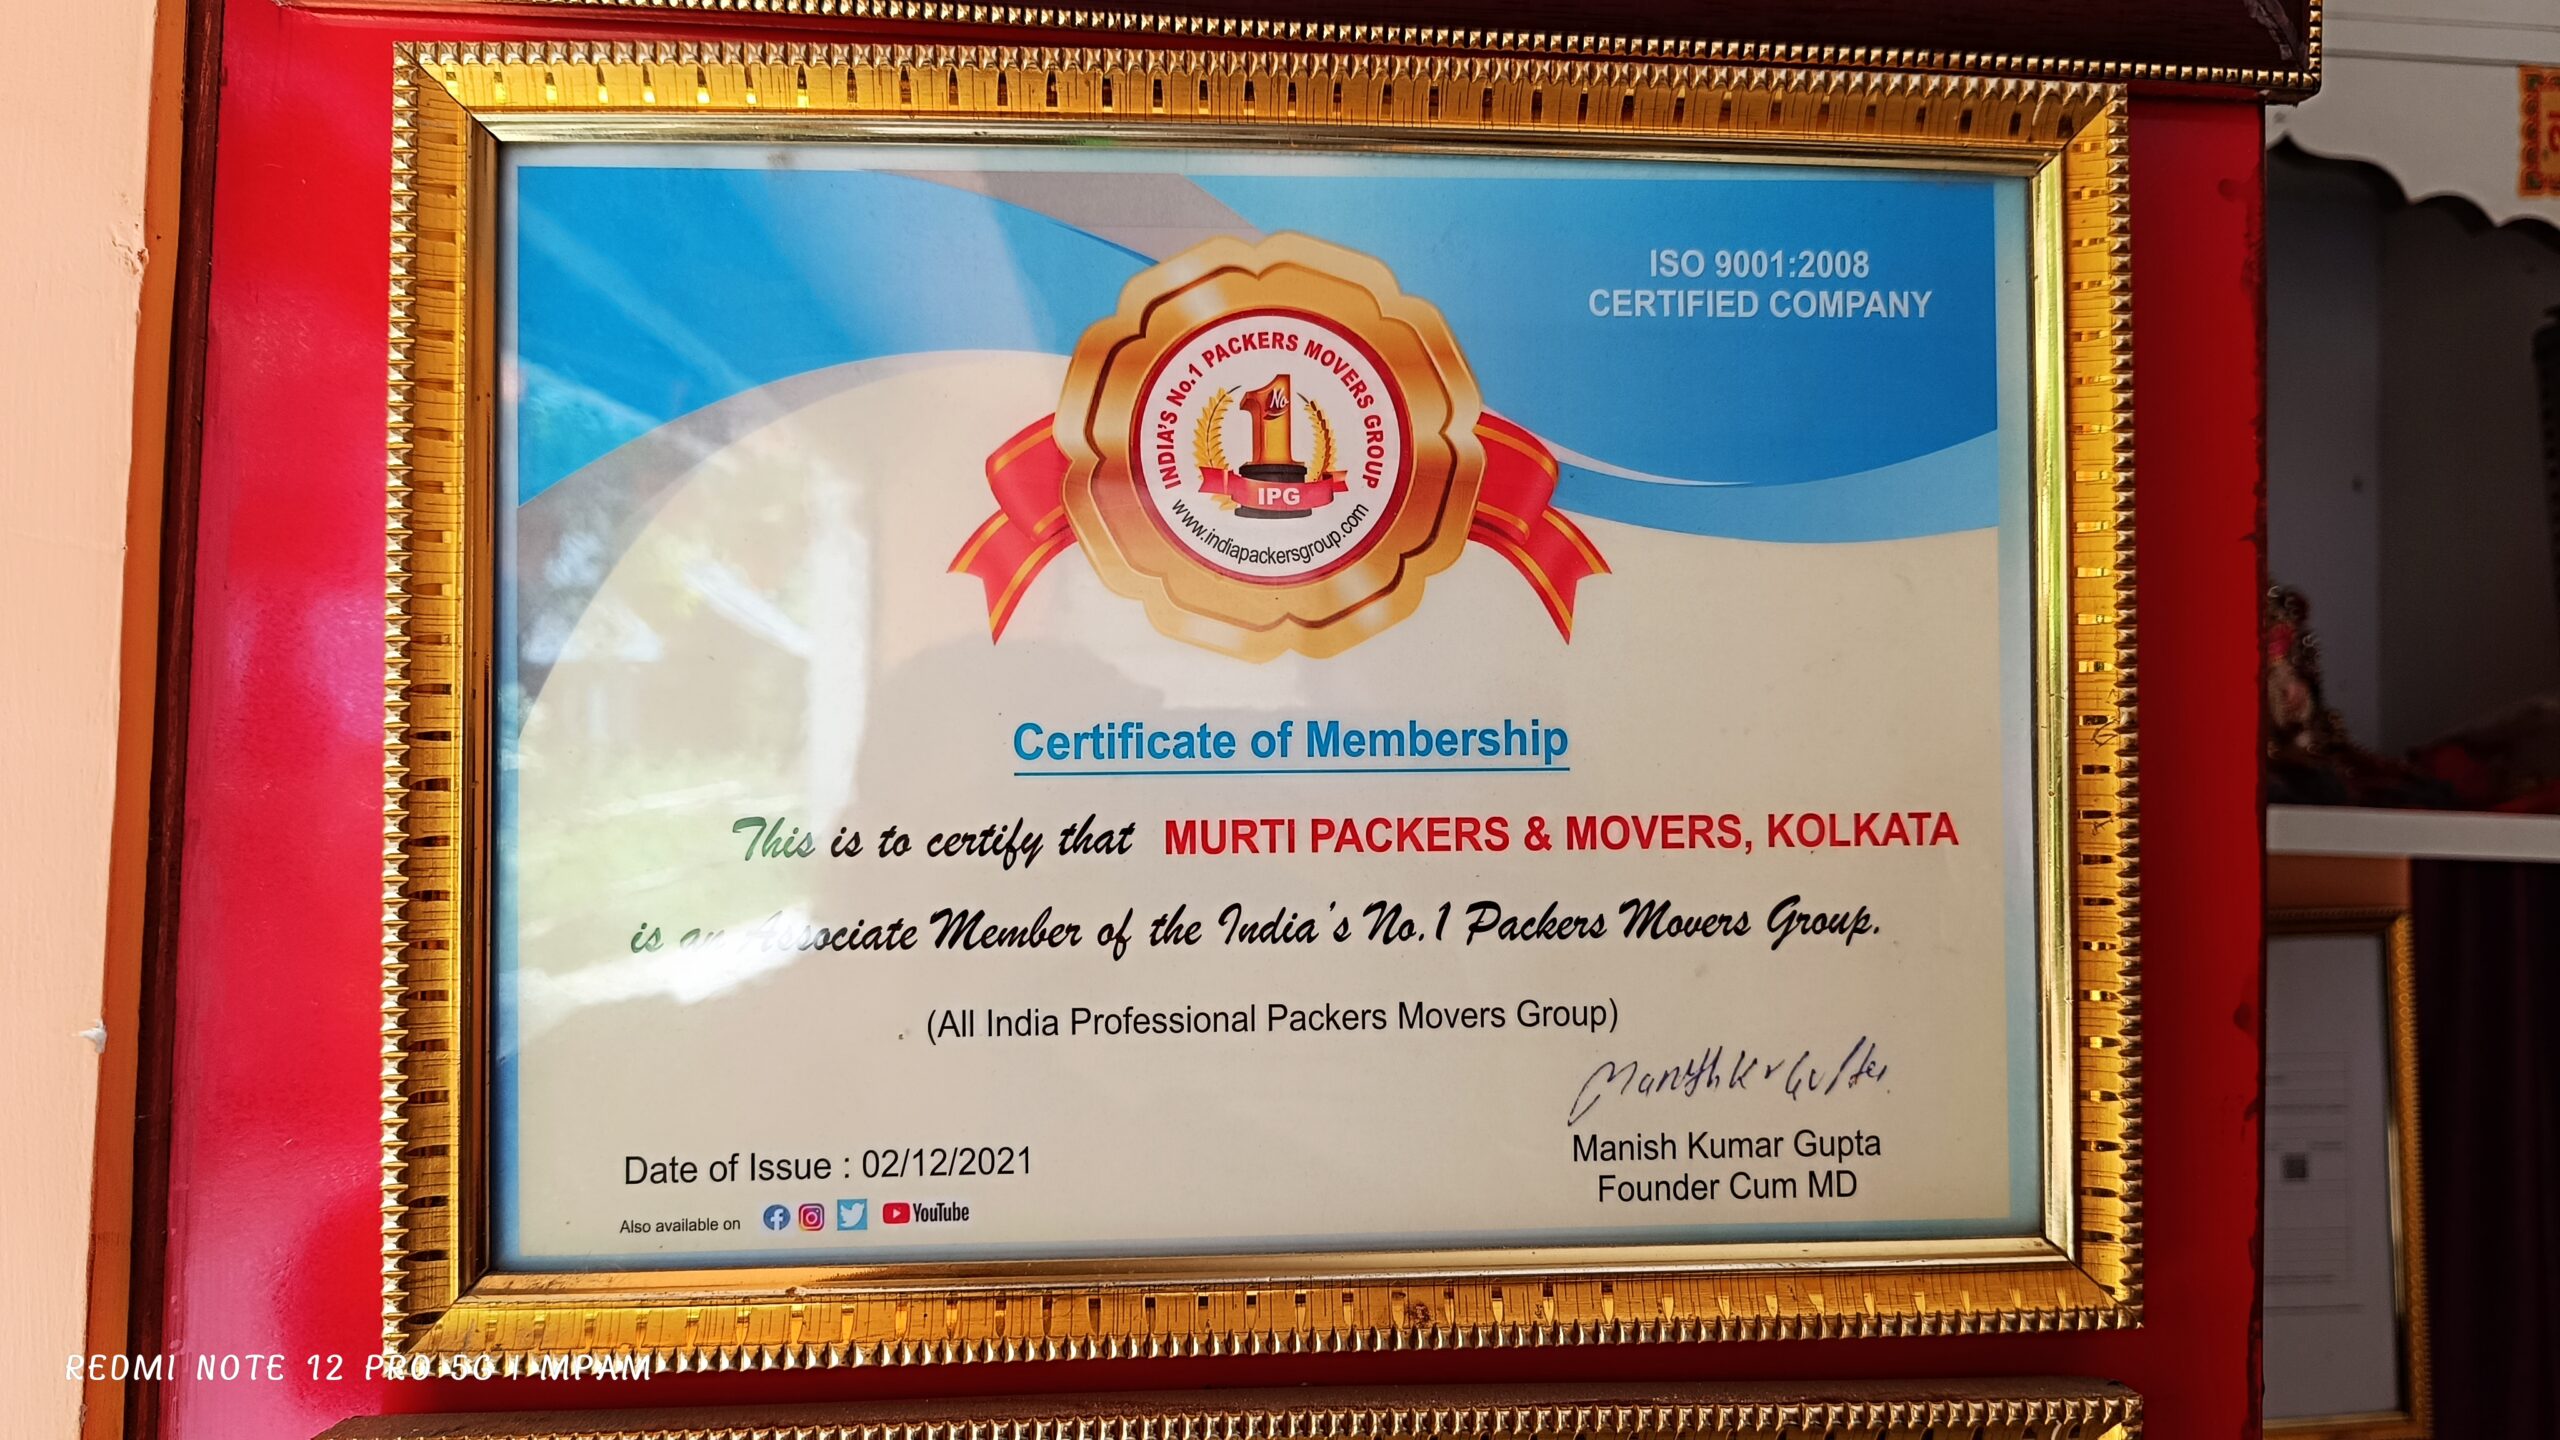 ISO 9001:2008
CERTIFIED COMPANY
INDIA'S No.1 PACKERS MOVERS GROUP
No
1
IPG
www.indiapackersgroup.com
Certificate of Membership
This is to certify that MURTI PACKERS & MOVERS, KOLKATA
is an Associate Member of the India's No.1 Packers Movers Group.
(All India Professional Packers Movers Group)
Manish Kumar Gupta
Founder Cum MD
Date of Issue : 02/12/2021
Also available on YouTube
REDMI NOTE 12 PRO 5G | MPAM